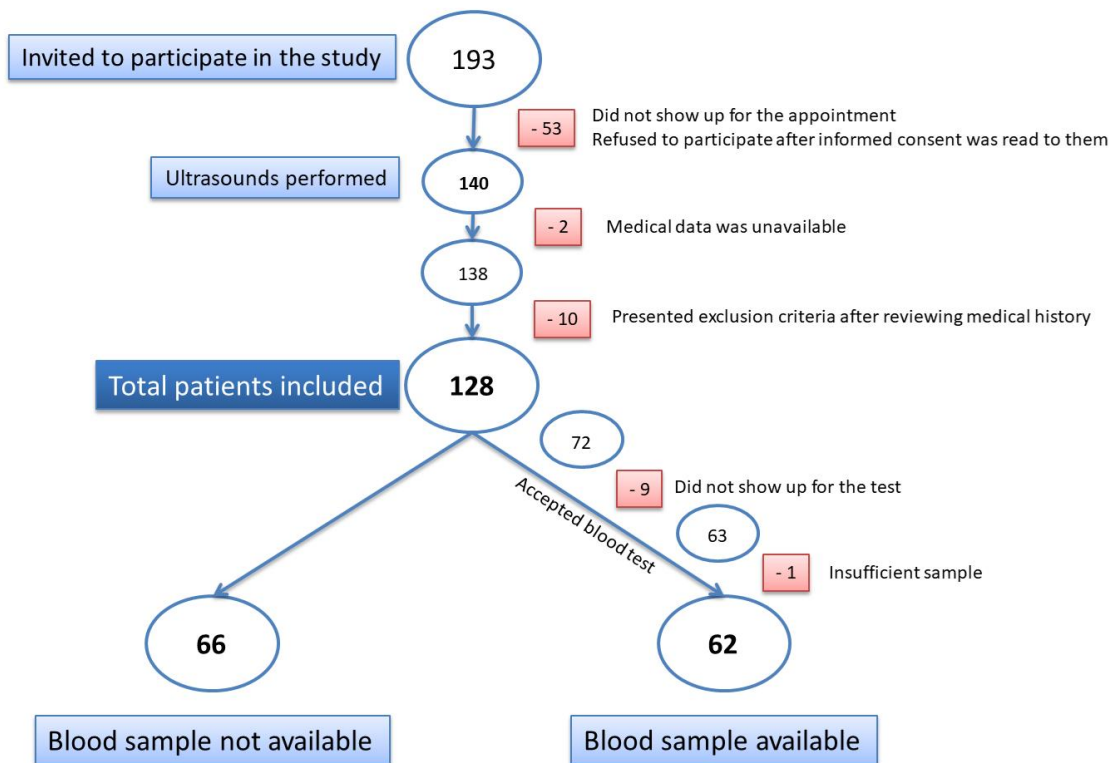 Invited to participate in the study
193
- 53
Did not show up for the appointment
Refused to participate after informed consent was read to them
Ultrasounds performed
140
- 2
Medical data was unavailable
138
- 10
Presented exclusion criteria after reviewing medical history
Total patients included
128
72
- 9
Did not show up for the test
Accepted blood test
63
- 1
Insufficient sample
66
62
Blood sample not available
Blood sample available